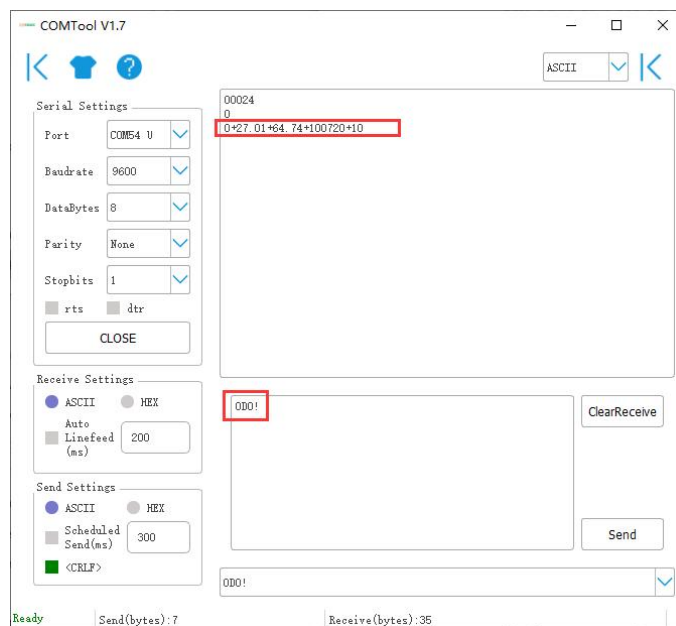 COMTool V1.7
ASCII
Serial Settings
Port COM54 U
Baudrate 9600
DataBytes 8
Parity None
Stopbits 1
rts dtr
CLOSE
00024
0
0+27.01+64.74+100720+10
Receive Settings
ASCII HEX
Auto
Linefeed
(ms)
200
0D0!
ClearReceive
Send Settings
ASCII HEX
Scheduled
Send(ms)
300
<CRLF>
Send
0D0!
Ready Send(bytes):7 Receive(bytes):35